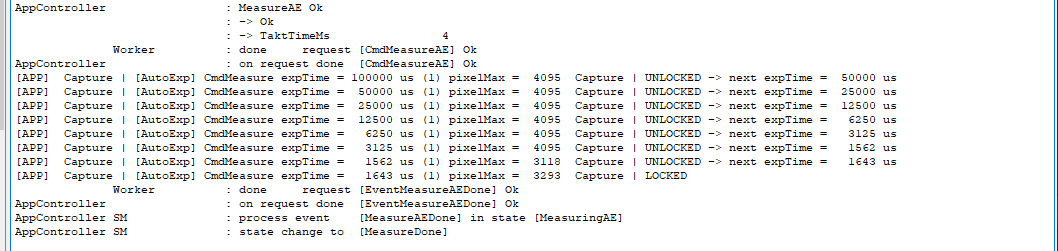 AppController : MeasureAE Ok
: -> Ok
: -> TaktTimeMs 4
Worker : done request [CmdMeasureAE] Ok
AppController : on request done [CmdMeasureAE] Ok
[APP] Capture | [AutoExp] CmdMeasure expTime = 100000 us (1) pixelMax = 4095 Capture | UNLOCKED -> next expTime = 50000 us
[APP] Capture | [AutoExp] CmdMeasure expTime = 50000 us (1) pixelMax = 4095 Capture | UNLOCKED -> next expTime = 25000 us
[APP] Capture | [AutoExp] CmdMeasure expTime = 25000 us (1) pixelMax = 4095 Capture | UNLOCKED -> next expTime = 12500 us
[APP] Capture | [AutoExp] CmdMeasure expTime = 12500 us (1) pixelMax = 4095 Capture | UNLOCKED -> next expTime = 6250 us
[APP] Capture | [AutoExp] CmdMeasure expTime = 6250 us (1) pixelMax = 4095 Capture | UNLOCKED -> next expTime = 3125 us
[APP] Capture | [AutoExp] CmdMeasure expTime = 3125 us (1) pixelMax = 4095 Capture | UNLOCKED -> next expTime = 1562 us
[APP] Capture | [AutoExp] CmdMeasure expTime = 1562 us (1) pixelMax = 3118 Capture | UNLOCKED -> next expTime = 1643 us
[APP] Capture | [AutoExp] CmdMeasure expTime = 1643 us (1) pixelMax = 3293 Capture | LOCKED
Worker : done request [EventMeasureAEDone] Ok
AppController : on request done [EventMeasureAEDone] Ok
AppController SM : process event [MeasureAEDone] in state [MeasuringAE]
AppController SM : state change to [MeasureDone]